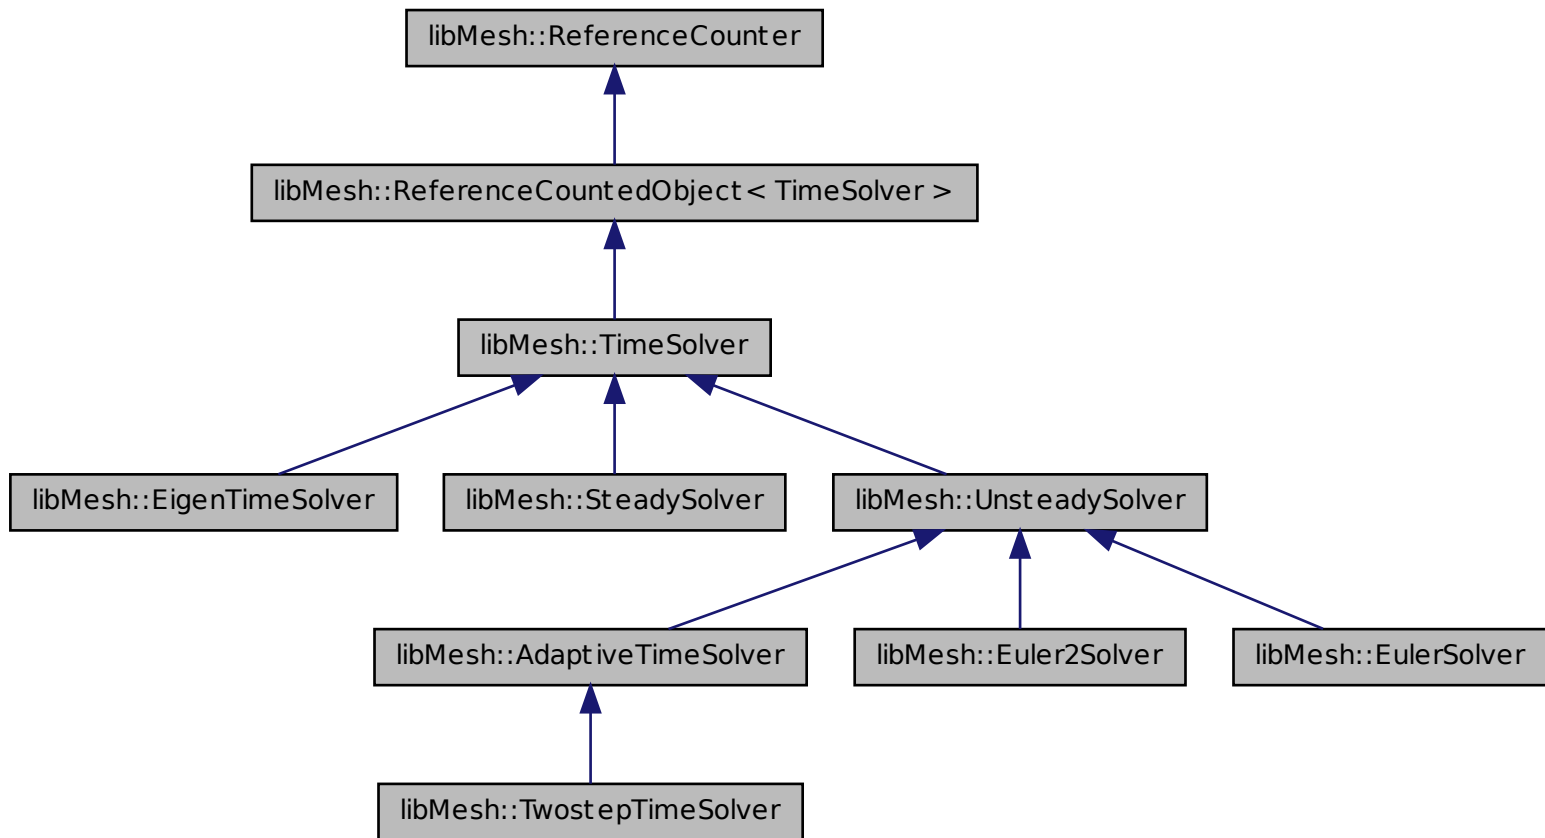 libMesh::ReferenceCounter
libMesh::ReferenceCountedObject< TimeSolver >
libMesh::TimeSolver
libMesh::EigenTimeSolver
libMesh::SteadySolver
libMesh::UnsteadySolver
libMesh::AdaptiveTimeSolver
libMesh::Euler2Solver
libMesh::EulerSolver
libMesh::TwostepTimeSolver